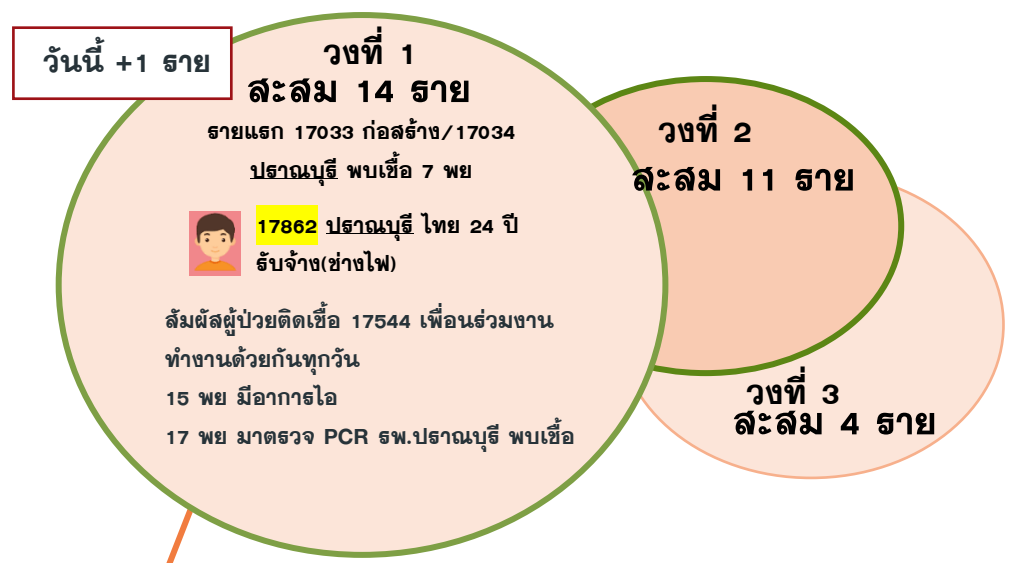 วันนี้ +1 ราย
วงที่ 1
สะสม 14 ราย
รายแรก 17033 ก่อสร้าง/17034
ปราณบุรี พบเชื้อ 7 พย
17862 ปราณบุรี ไทย 24 ปี
รับจ้าง(ช่างไฟ)
สัมผัสผู้ป่วยติดเชื้อ 17544 เพื่อนร่วมงาน
ทำงานด้วยกันทุกวัน
15 พย มีอาการไอ
17 พย มาตรวจ PCR รพ.ปราณบุรี พบเชื้อ
วงที่ 2
สะสม 11 ราย
วงที่ 3
สะสม 4 ราย